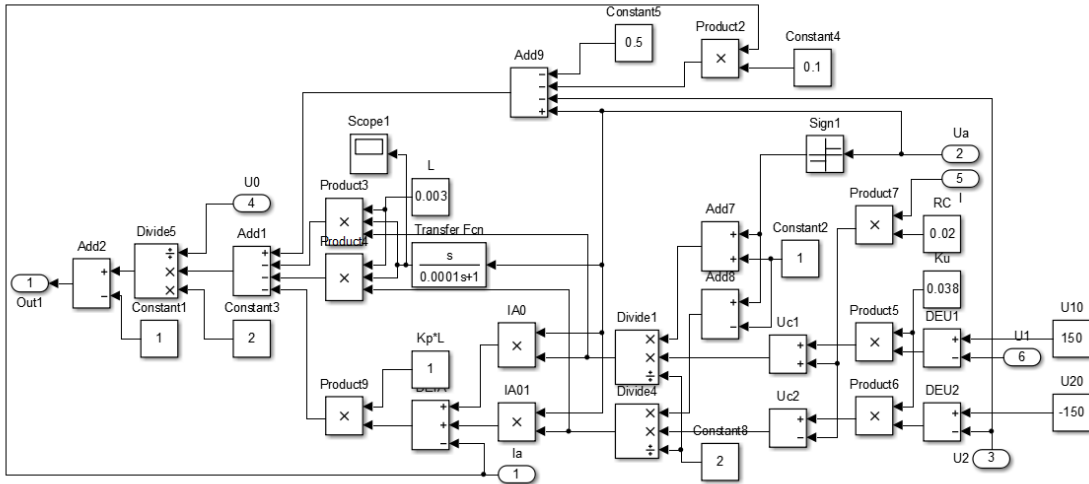 Constant5
0.5
Product2
×
Constant4
0.1
Add9
−
−
−
+
Scope1
Sign1
Ua
2
5
I
U0
4
L
0.003
Product3
×
Product4
×
Transfer Fcn
s
0.0001s+1
Add7
+
+
Constant2
1
Product7
×
RC
0.02
Ku
0.038
Add2
+
−
Divide5
÷
×
×
Add1
+
−
−
−
1
Out1
Constant1
1
Constant3
2
Add8
+
−
IA0
×
Divide1
×
×
÷
Uc1
+
+
Product5
×
DEU1
+
−
U1
6
U10
150
Kp*L
1
Product9
×
+
+
−
IA01
×
Divide4
×
×
÷
Uc2
+
−
Product6
×
DEU2
+
−
U20
-150
Constant8
2
Ia
1
U2
3